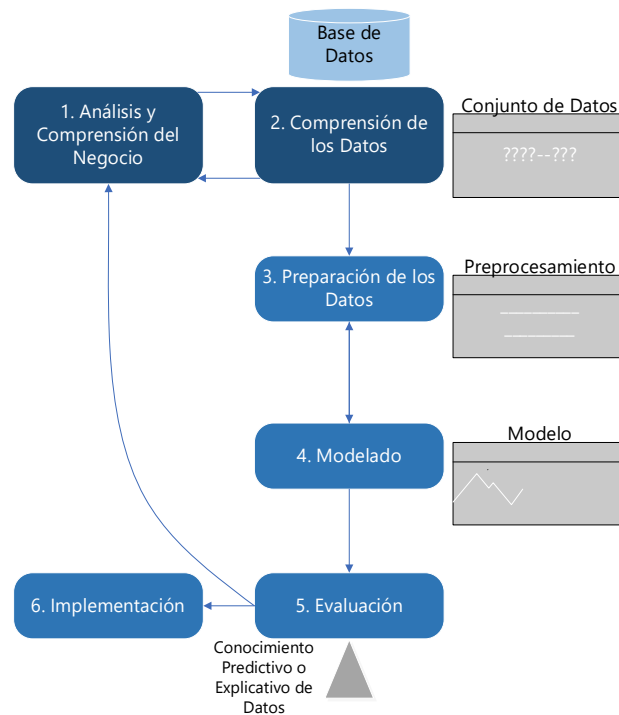 Base de
Datos
1. Análisis y
Comprensión del
Negocio
2. Comprensión de
los Datos
Conjunto de Datos
????--???
3. Preparación de los
Datos
Preprocesamiento
4. Modelado
Modelo
6. Implementación
5. Evaluación
Conocimiento
Predictivo o
Explicativo de
Datos